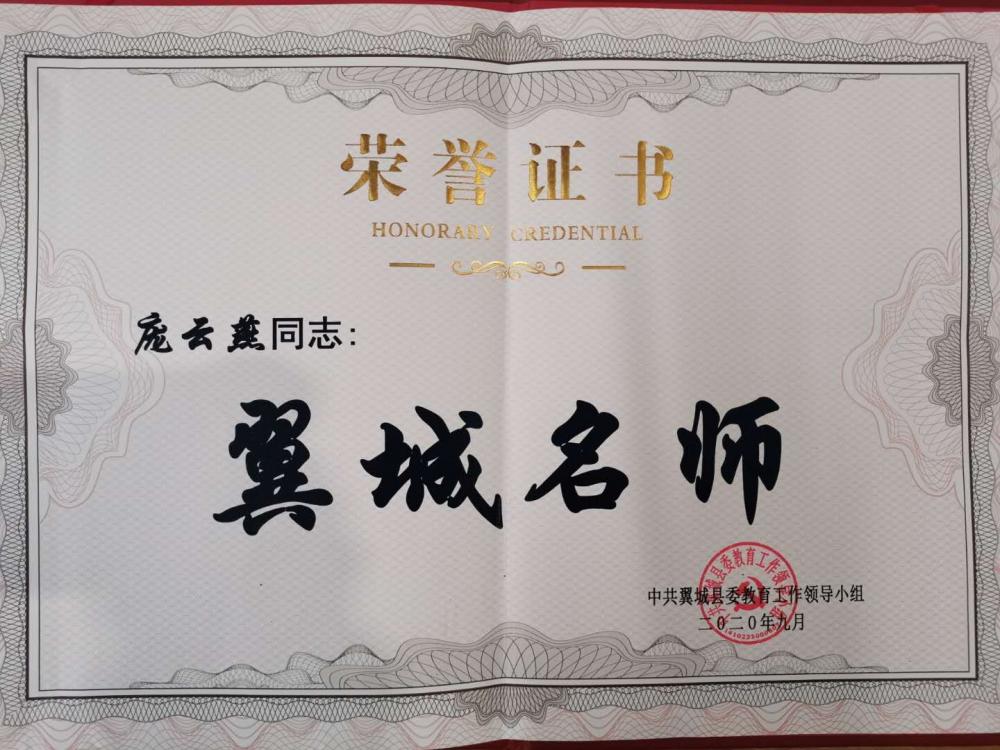 荣誉证书
HONORARY CREDENTIAL
庞云燕同志：
翼城名师
中共翼城县委教育工作领导小组
二〇二〇年九月